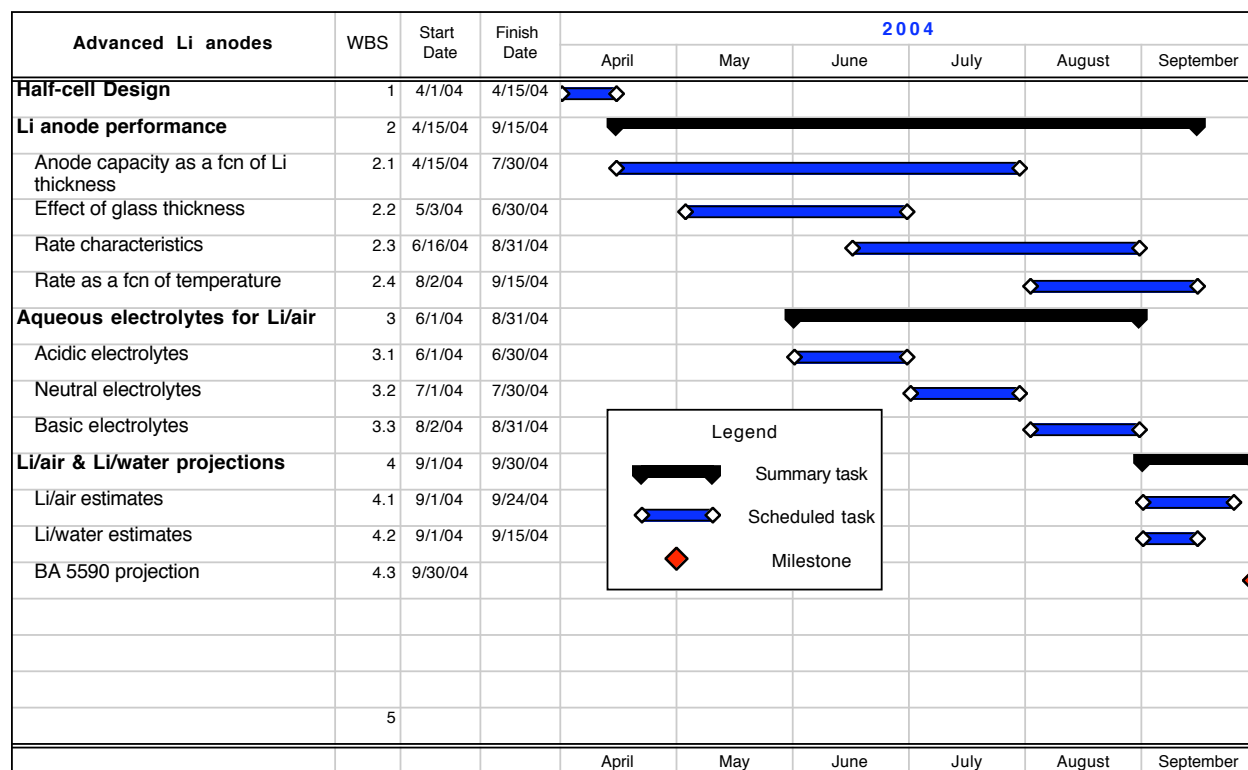 Advanced Li anodes WBS Start Date Finish Date 2004
April May June July August September
Half-cell Design 1 4/1/04 4/15/04
Li anode performance 2 4/15/04 9/15/04
Anode capacity as a fcn of Li 2.1 4/15/04 7/30/04
thickness
Effect of glass thickness 2.2 5/3/04 6/30/04
Rate characteristics 2.3 6/16/04 8/31/04
Rate as a fcn of temperature 2.4 8/2/04 9/15/04
Aqueous electrolytes for Li/air 3 6/1/04 8/31/04
Acidic electrolytes 3.1 6/1/04 6/30/04
Neutral electrolytes 3.2 7/1/04 7/30/04
Basic electrolytes 3.3 8/2/04 8/31/04
Li/air & Li/water projections 4 9/1/04 9/30/04
Li/air estimates 4.1 9/1/04 9/24/04
Li/water estimates 4.2 9/1/04 9/15/04
BA 5590 projection 4.3 9/30/04
5
Legend
Summary task
Scheduled task
Milestone
April May June July August September